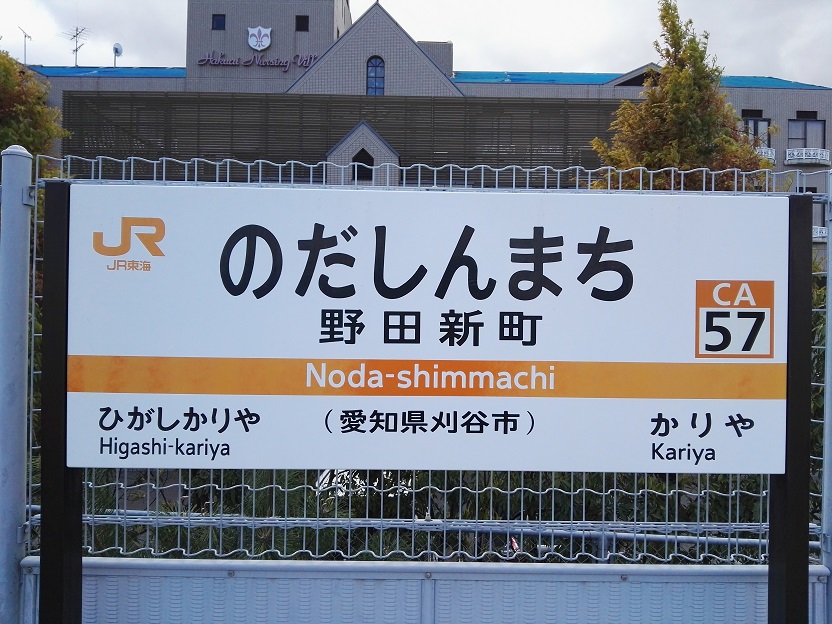 Hakuai Nursing Vill
JR
JR東海
のだしんまち
野田新町
CA
57
Noda-shimmachi
ひがしかりや
Higashi-kariya
（愛知県刈谷市）
かりや
Kariya